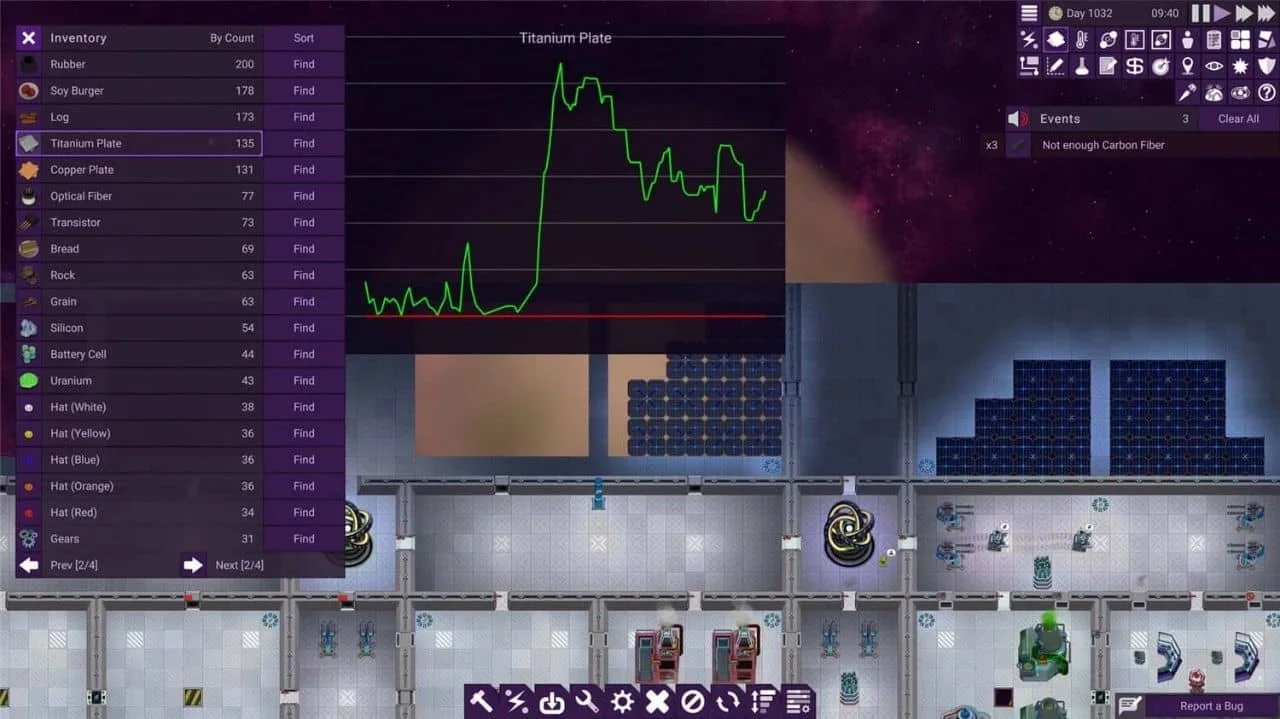 Inventory By Count Sort
Rubber 200 Find
Soy Burger 178 Find
Log 173 Find
Titanium Plate 135 Find
Copper Plate 131 Find
Optical Fiber 77 Find
Transistor 73 Find
Bread 69 Find
Rock 63 Find
Grain 63 Find
Silicon 54 Find
Battery Cell 44 Find
Uranium 43 Find
Hat (White) 38 Find
Hat (Yellow) 36 Find
Hat (Blue) 36 Find
Hat (Orange) 36 Find
Hat (Red) 34 Find
Gears 31 Find
Prev [2/4] Next [2/4]
Titanium Plate
Day 1032 09:40
Events 3 Clear All
x3 Not enough Carbon Fiber
Report a Bug